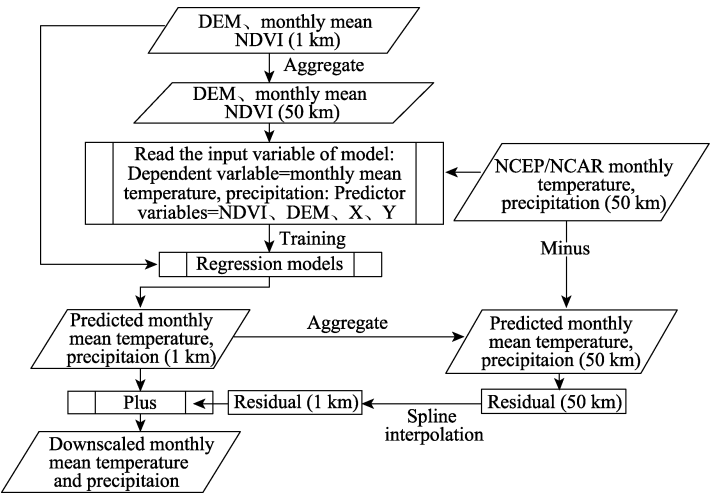 DEM、monthly mean
NDVI (1 km)
Aggregate
DEM、monthly mean
NDVI (50 km)
Read the input variable of model:
Dependent varlable=monthly mean
temperature, precipitation: Predictor
variables=NDVI、DEM、X、Y
NCEP/NCAR monthly
temperature,
precipitation (50 km)
Training
Minus
Regression models
Predicted monthly
mean temperature,
precipitaion (1 km)
Aggregate
Predicted monthly
mean temperature,
precipitaion (50 km)
Plus
Residual (1 km)
Residual (50 km)
Spline
interpolation
Downscaled monthly
mean temperature
and precipitaion